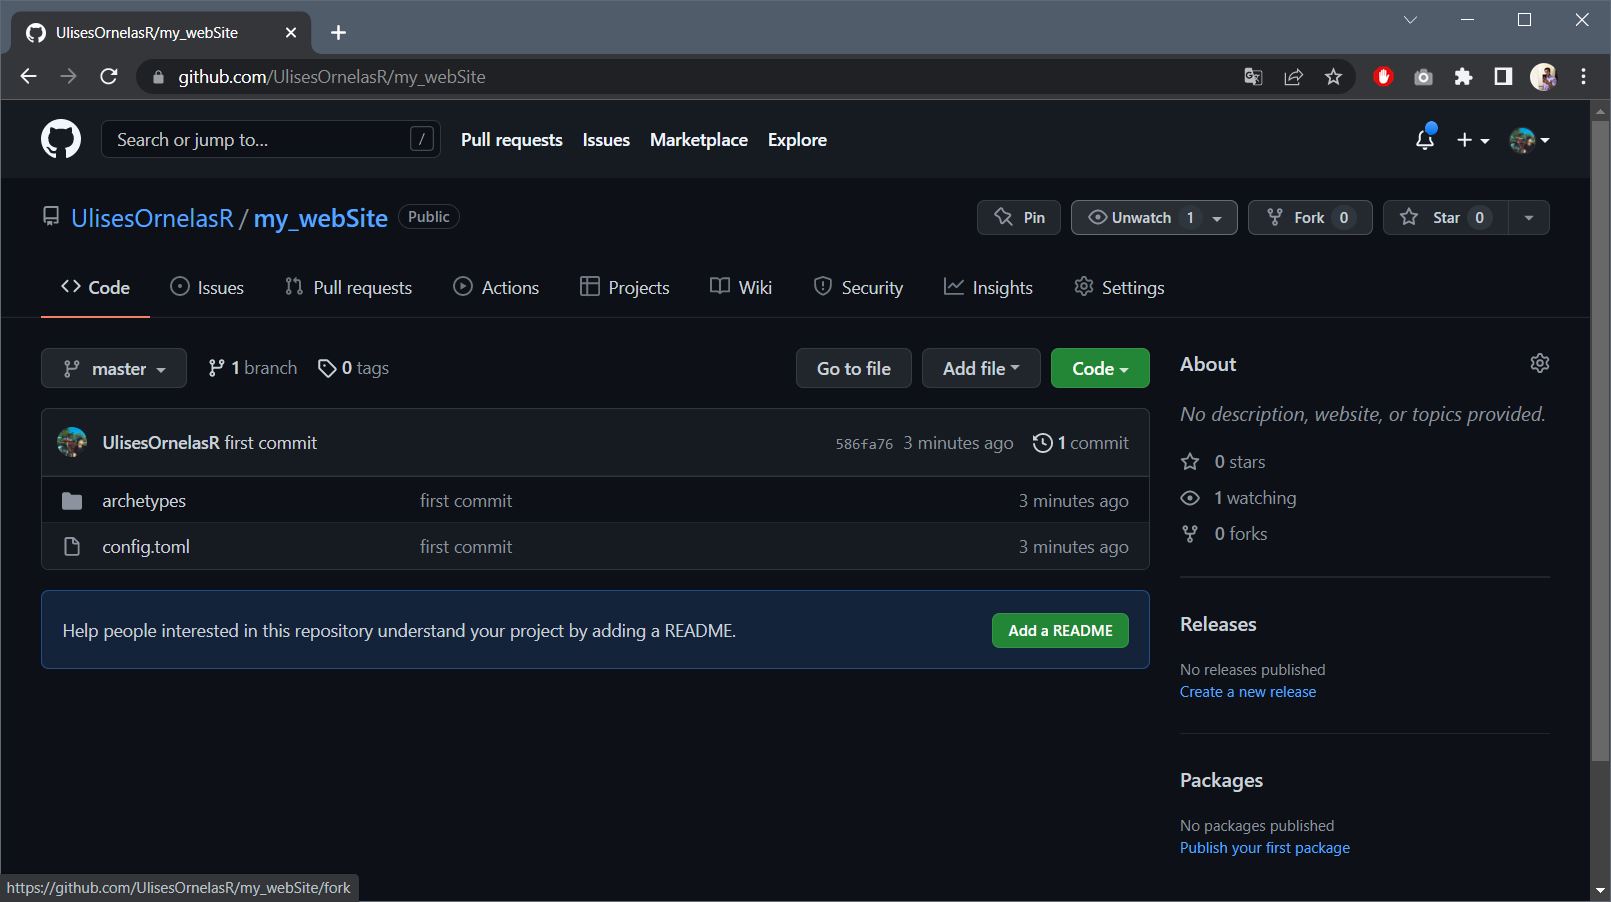 UlisesOrnelasR/my_webSite
github.com/UlisesOrnelasR/my_webSite
Search or jump to... / Pull requests Issues Marketplace Explore
UlisesOrnelasR / my_webSite Public Pin Unwatch 1 Fork 0 Star 0
Code Issues Pull requests Actions Projects Wiki Security Insights Settings
master 1 branch 0 tags Go to file Add file Code
UlisesOrnelasR first commit 586fa76 3 minutes ago 1 commit
archetypes first commit 3 minutes ago
config.toml first commit 3 minutes ago
Help people interested in this repository understand your project by adding a README. Add a README
About
No description, website, or topics provided.
0 stars
1 watching
0 forks
Releases
No releases published
Create a new release
Packages
No packages published
Publish your first package
https://github.com/UlisesOrnelasR/my_webSite/fork